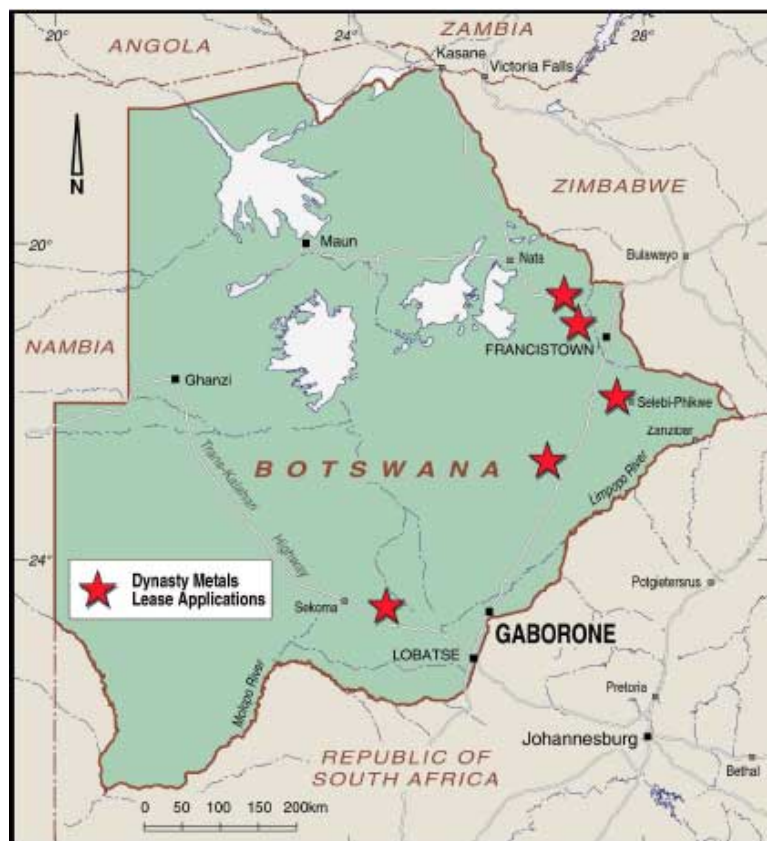 20°
24°
28°
ANGOLA
ZAMBIA
Kasane
Victoria Falls
N
ZIMBABWE
20°
Maun
Nata
Bulawayo
NAMBIA
FRANCISTOWN
Ghanzi
Selebi-Phikwe
Zanzibar
BOTSWANA
Limpopo River
Trans-Kalahari
Highway
24°
Dynasty Metals
Lease Applications
Potgietersrus
Sekoma
GABORONE
LOBATSE
Molopo River
Pretoria
Johannesburg
REPUBLIC OF
SOUTH AFRICA
Bethal
0 50 100 150 200km